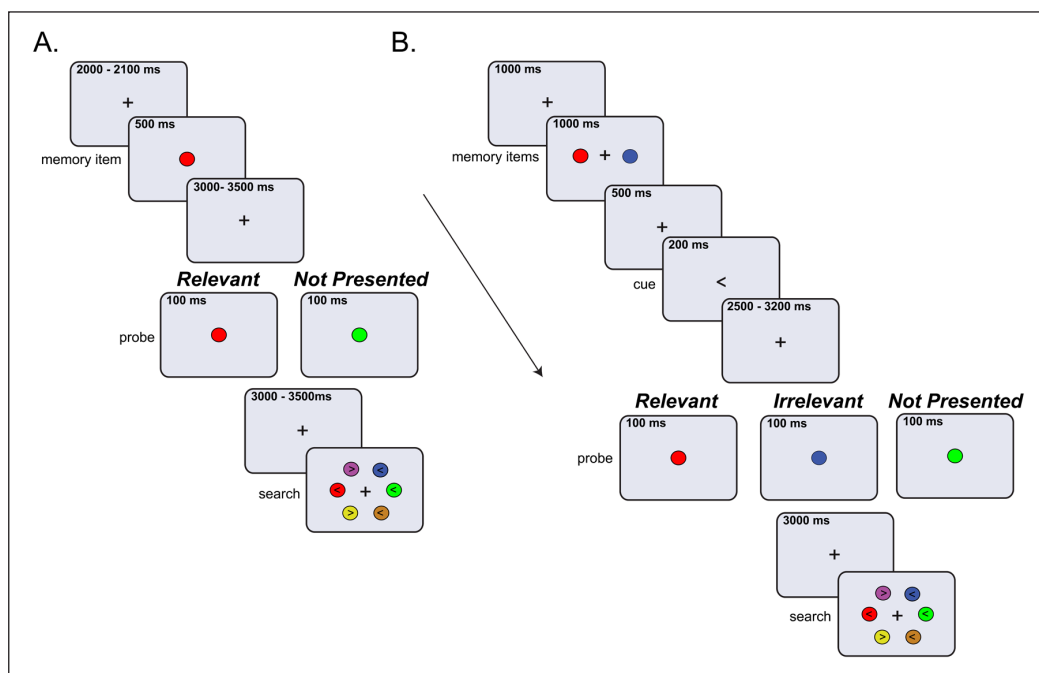 A.
2000 - 2100 ms
+
500 ms
memory item
3000- 3500 ms
+
Relevant
Not Presented
100 ms
100 ms
probe
3000 - 3500ms
+
> <
< + <
> <
search
B.
1000 ms
+
1000 ms
+
memory items
500 ms
+
200 ms
<
cue
2500 - 3200 ms
+
Relevant
Irrelevant
Not Presented
100 ms
100 ms
100 ms
probe
3000 ms
+
> <
< + <
> <
search